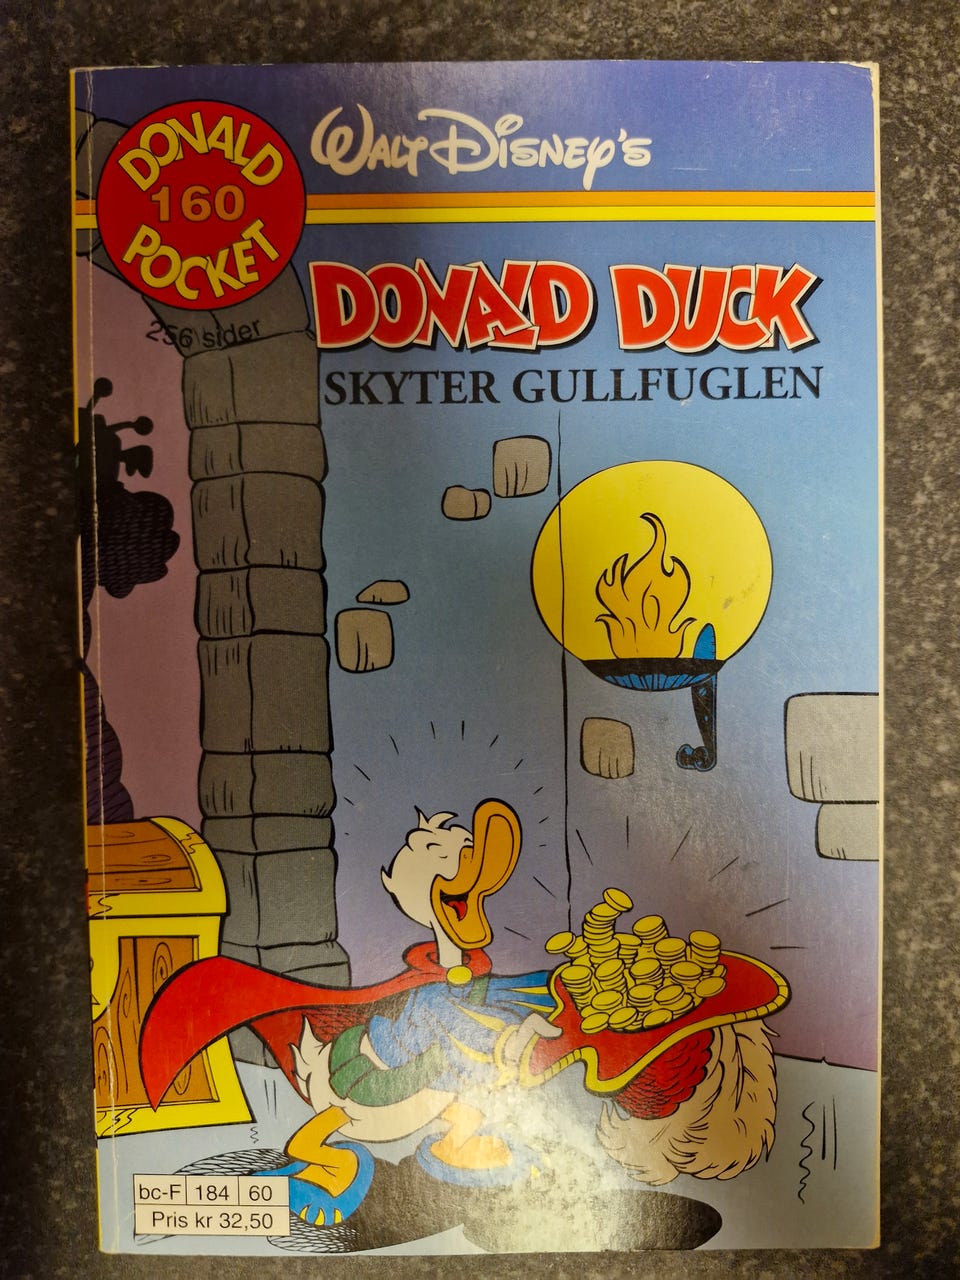 WALT DISNEY'S
DONALD
160
POCKET
256 sider
DONALD DUCK
SKYTER GULLFUGLEN
bc-F 184 60
Pris kr 32,50